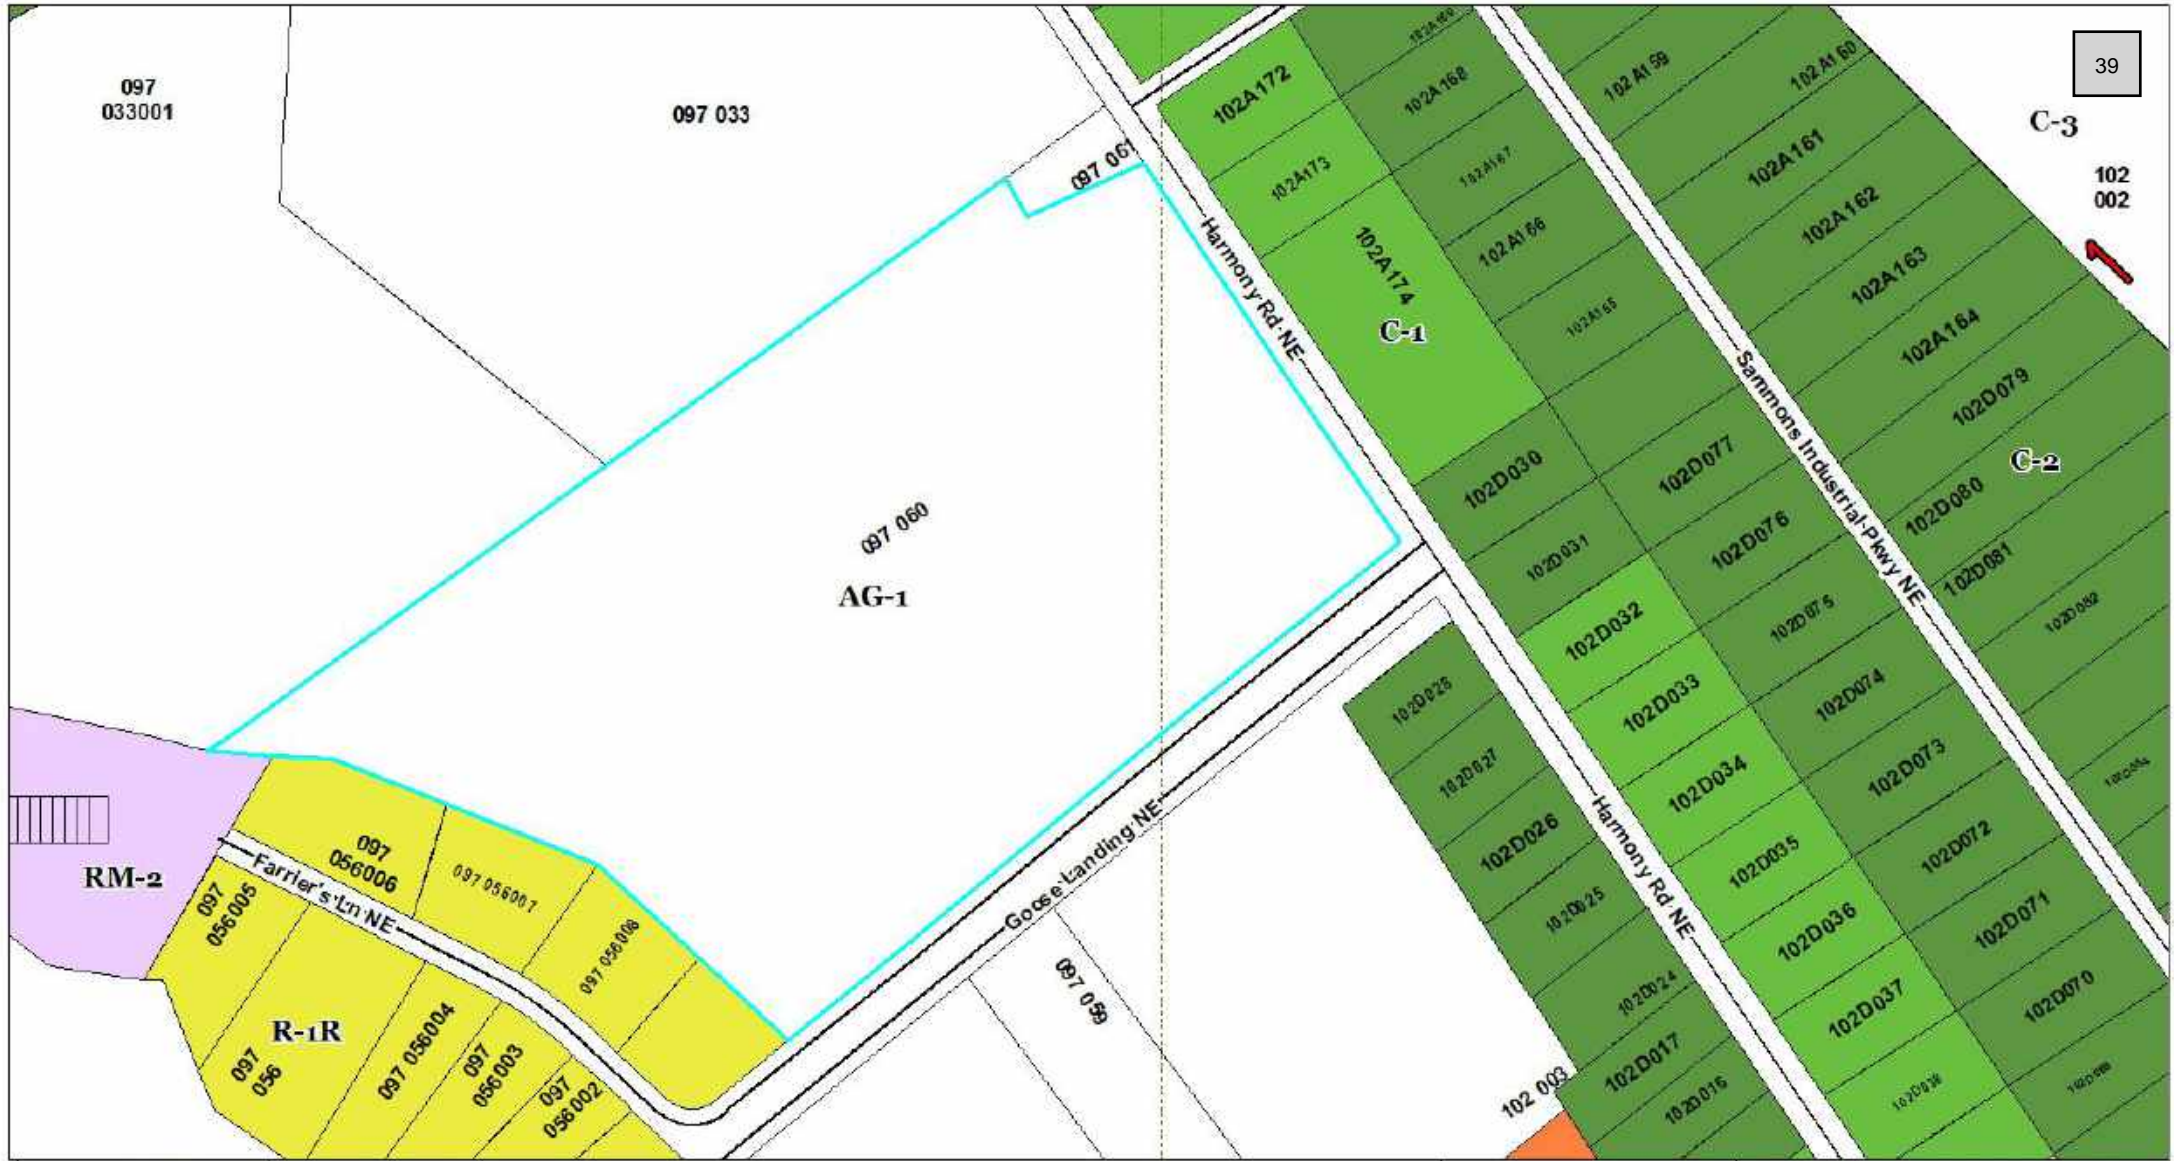 39
097
033001
097 033
097 061
102A172
102A173
102A174
C-1
102A168
102A167
102A166
102A165
102A159
102A160
102A161
102A162
102A163
102A164
C-3
102
002
Harmony Rd NE
Sammons Industrial Pkwy NE
102D079
C-2
102D080
102D081
102D082
102D030
102D031
102D077
102D076
102D075
102D074
102D073
102D072
102D071
102D070
102D032
102D033
102D034
102D035
102D036
102D037
102D038
097 060
AG-1
102D028
102D027
102D026
102D025
102D024
102D017
102D016
102 003
Harmony Rd NE
Goose Landing NE
097 059
RM-2
Farrier's Ln NE
097
056006
097 056007
097 056008
097
056005
R-1R
097
056
097 056004
097
056003
097
056002